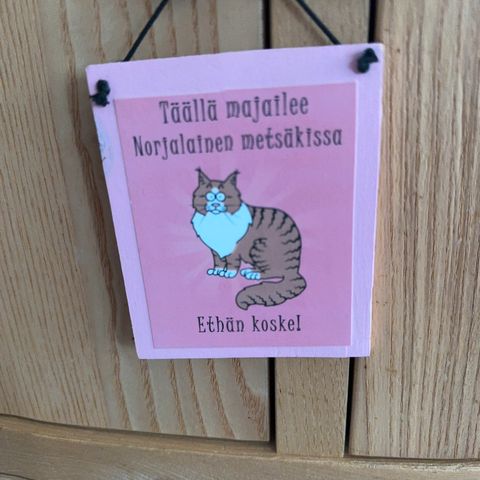 Täällä majailee
Norjalainen metsäkissa
Ethän koske!